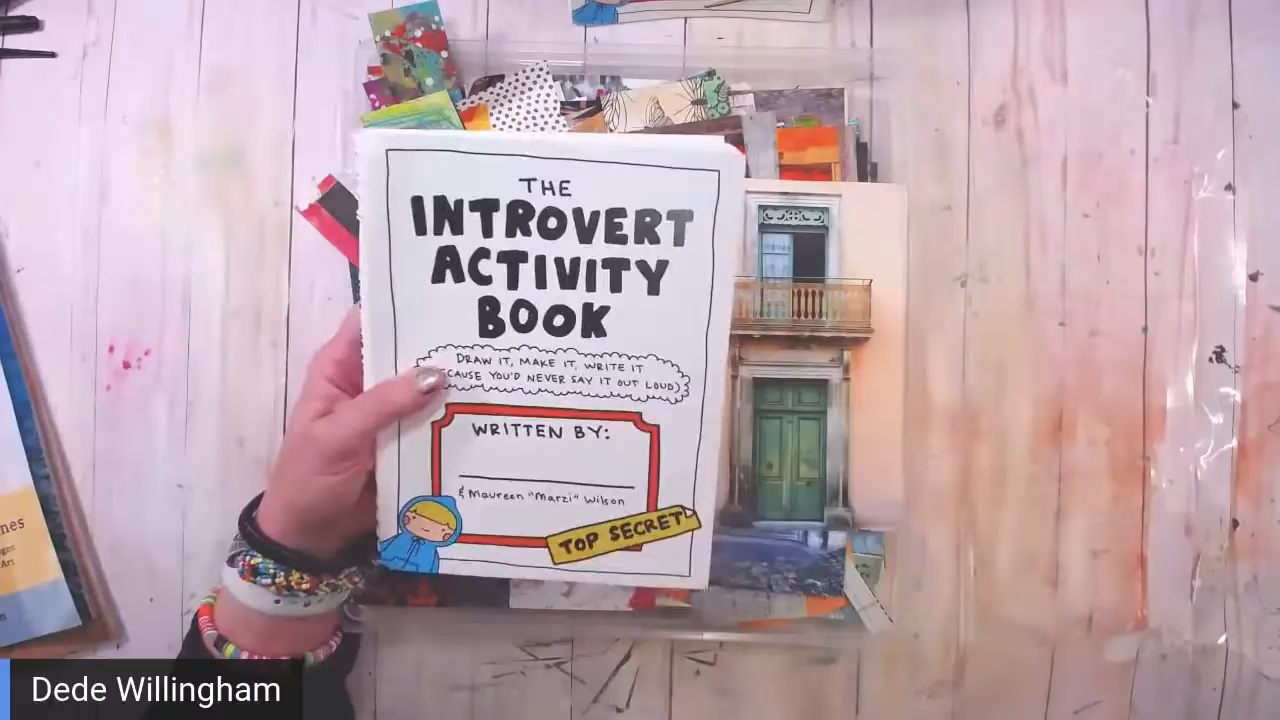 THE
INTROVERT
ACTIVITY
BOOK
DRAW IT, MAKE IT, WRITE IT
YOU'D NEVER SAY IT OUT LOUD)
WRITTEN BY:
& Maureen "Marzi" Wilson
TOP SECRET
Dede Willingham